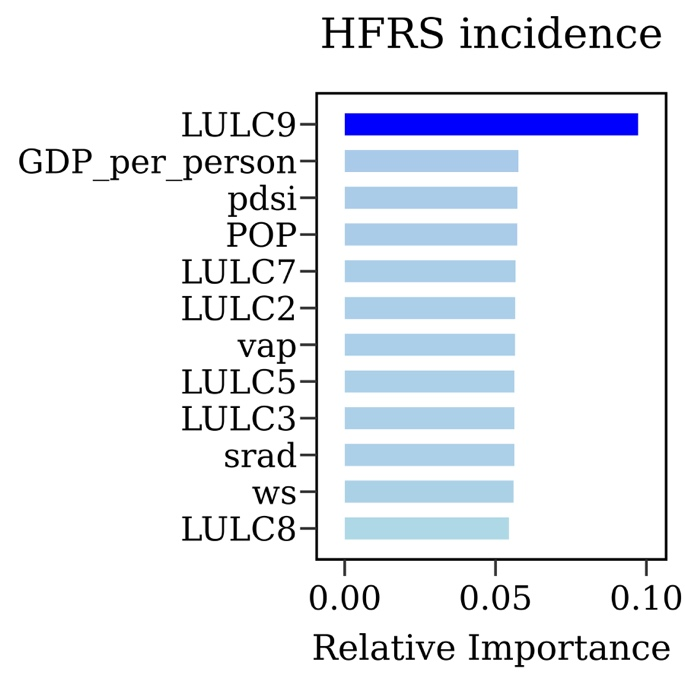 HFRS incidence
LULC9
GDP_per_person
pdsi
POP
LULC7
LULC2
vap
LULC5
LULC3
srad
ws
LULC8
0.00 0.05 0.10
Relative Importance